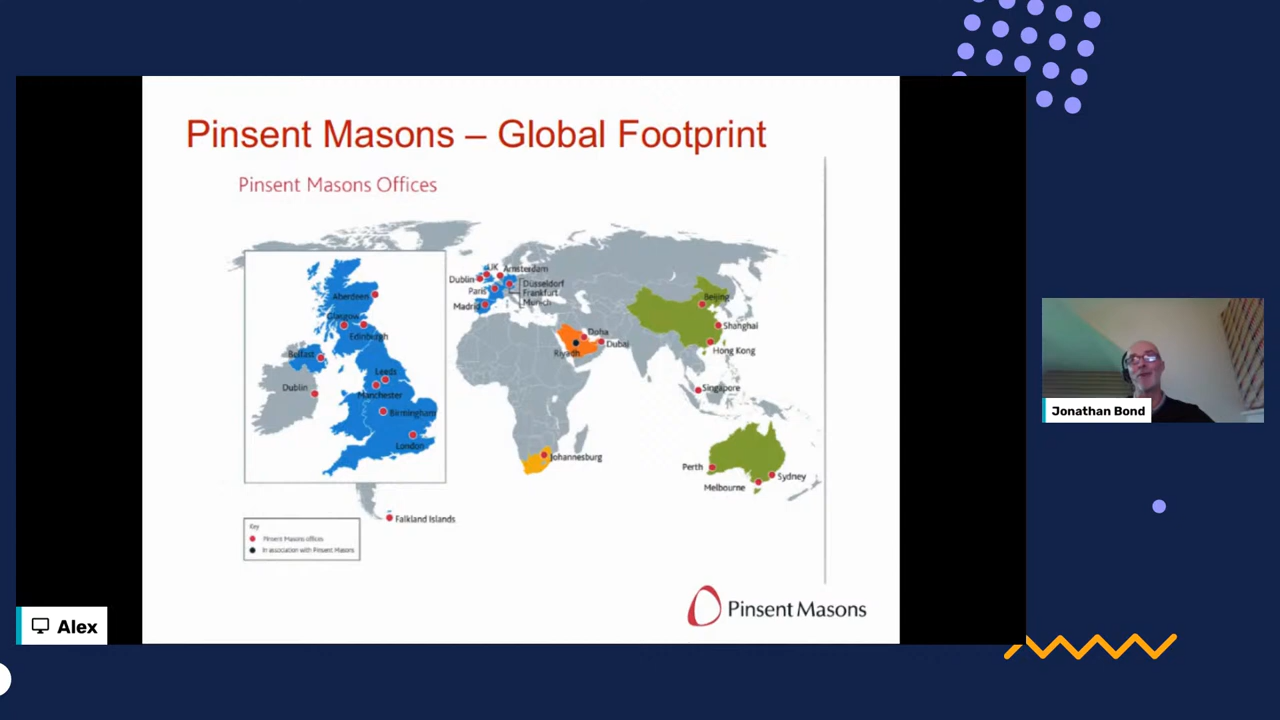 Pinsent Masons – Global Footprint
Pinsent Masons Offices
Aberdeen
Glasgow
Edinburgh
Belfast
Dublin
Leeds
Manchester
Birmingham
London
UK
Amsterdam
Dublin
Düsseldorf
Frankfurt
Munich
Paris
Madrid
Doha
Dubai
Riyadh
Beijing
Shanghai
Hong Kong
Singapore
Johannesburg
Perth
Sydney
Melbourne
Falkland Islands
Key
Pinsent Masons offices
In association with Pinsent Masons
Pinsent Masons
Alex
Jonathan Bond